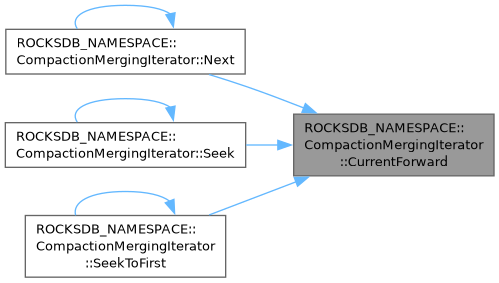 ROCKSDB_NAMESPACE::
CompactionMergingIterator::Next
ROCKSDB_NAMESPACE::
CompactionMergingIterator::Seek
ROCKSDB_NAMESPACE::
CompactionMergingIterator
::SeekToFirst
ROCKSDB_NAMESPACE::
CompactionMergingIterator
::CurrentForward